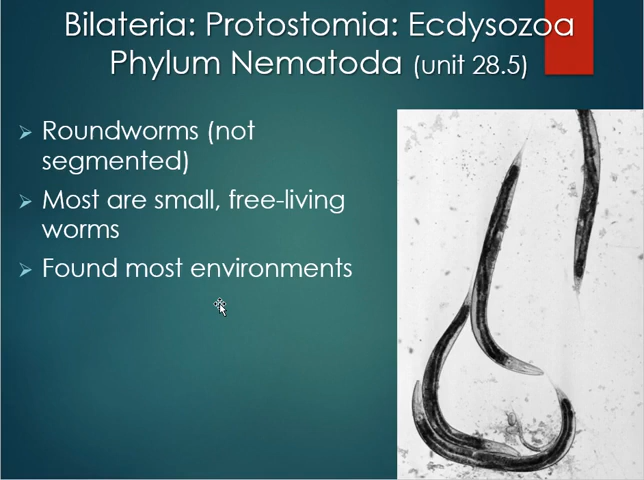 Bilateria: Protostomia: Ecdysozoa
Phylum Nematoda (unit 28.5)
Roundworms (not
segmented)
Most are small, free-living
worms
Found most environments